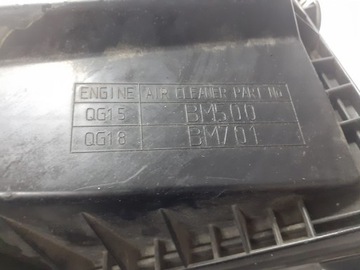 ENGINE AIR CLEANER PART NO.
QG15 BM500
QG18 BM701